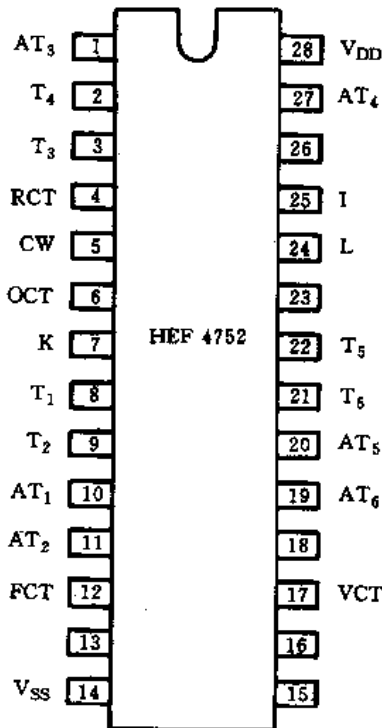 AT₃ 1 28 V_DD
T₄ 2 27 AT₄
T₃ 3 26
RCT 4 25 I
CW 5 24 L
OCT 6 23
K 7 HEF 4752 22 T₅
T₁ 8 21 T₆
T₂ 9 20 AT₅
AT₁ 10 19 AT₆
AT₂ 11 18
FCT 12 17 VCT
13 16
V_SS 14 15